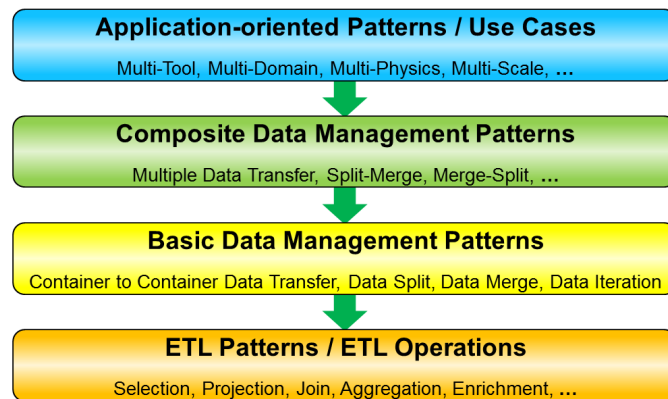 Application-oriented Patterns / Use Cases
Multi-Tool, Multi-Domain, Multi-Physics, Multi-Scale, ...
Composite Data Management Patterns
Multiple Data Transfer, Split-Merge, Merge-Split, ...
Basic Data Management Patterns
Container to Container Data Transfer, Data Split, Data Merge, Data Iteration
ETL Patterns / ETL Operations
Selection, Projection, Join, Aggregation, Enrichment, ...